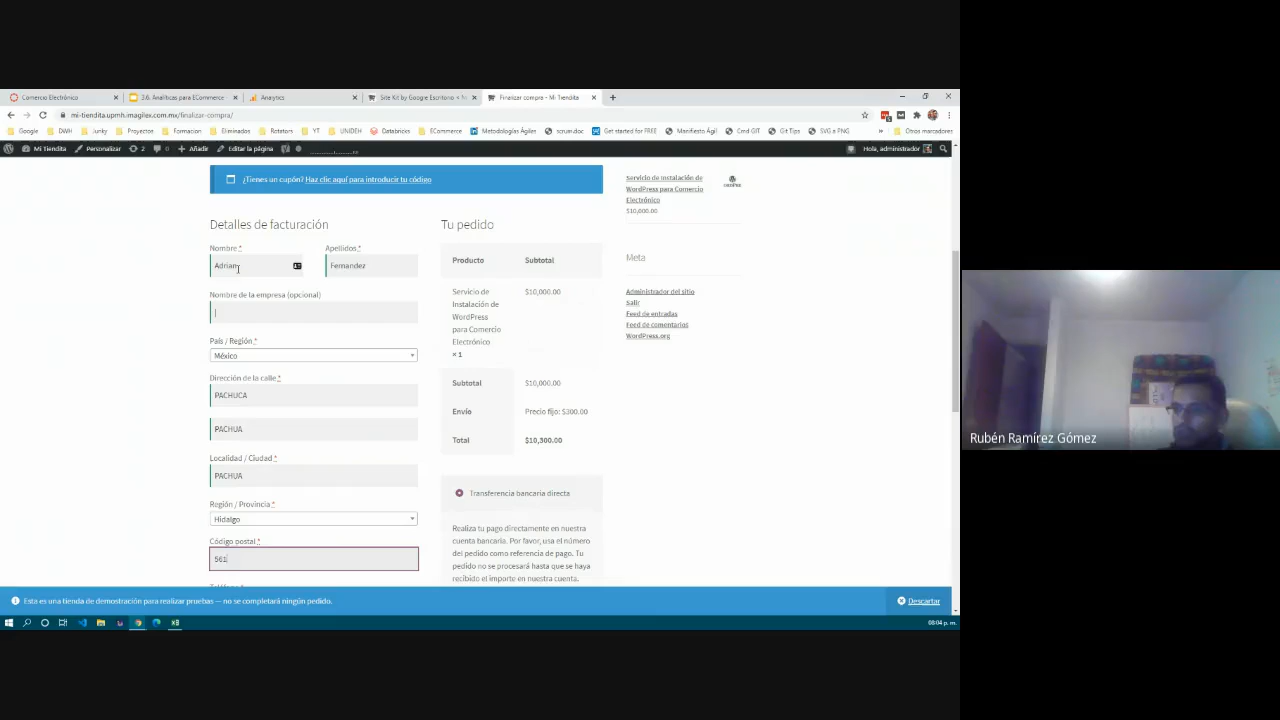 Comercio Electrónico
3.6. Analíticas para ECommerce
Analytics
Site Kit by Google Escritorio
Finalizar compra - Mi Tiendita
mi-tiendita.upmh.imagilex.com.mx/finalizar-compra/
Google
DWH
Junky
Proyectos
Formacion
Eliminados
Rotators
YT
UNIDEH
Databricks
ECommerce
Metodologías Ágiles
scrum.doc
Get started for FREE
Manifiesto Ágil
Cmd GIT
Git Tips
SVG a PNG
Otros marcadores
Mi Tiendita
Personalizar
2
0
Añadir
Editar la página
Hola, administrador
¿Tienes un cupón? Haz clic aquí para introducir tu código
Detalles de facturación
Nombre *
Apellidos *
Adrian
Fernandez
Nombre de la empresa (opcional)
País / Región *
México
Dirección de la calle *
PACHUCA
PACHUA
Localidad / Ciudad *
PACHUA
Región / Provincia *
Hidalgo
Código postal *
561
Tu pedido
Producto
Subtotal
Servicio de
Instalación de
WordPress
para Comercio
Electrónico
× 1
$10,000.00
Subtotal
$10,000.00
Envío
Precio fijo: $300.00
Total
$10,300.00
Transferencia bancaria directa
Realiza tu pago directamente en nuestra
cuenta bancaria. Por favor, usa el número
del pedido como referencia de pago. Tu
pedido no se procesará hasta que se haya
recibido el importe en nuestra cuenta.
Servicio de Instalación de
WordPress para Comercio
Electrónico
$10,000.00
Meta
Administrador del sitio
Salir
Feed de entradas
Feed de comentarios
WordPress.org
Esta es una tienda de demostración para realizar pruebas — no se completará ningún pedido.
Descartar
08:04 p. m.
Rubén Ramírez Gómez